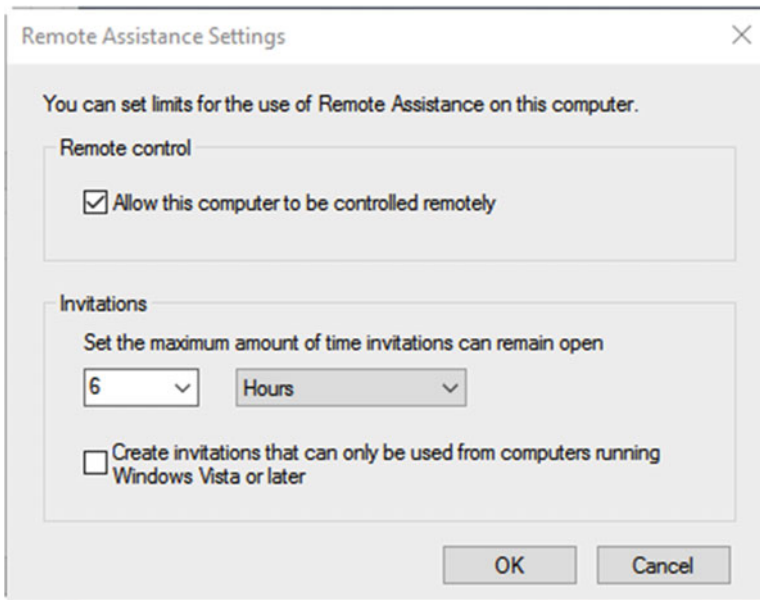 Remote Assistance Settings
You can set limits for the use of Remote Assistance on this computer.
Remote control
Allow this computer to be controlled remotely
Invitations
Set the maximum amount of time invitations can remain open
6 Hours
Create invitations that can only be used from computers running
Windows Vista or later
OK Cancel